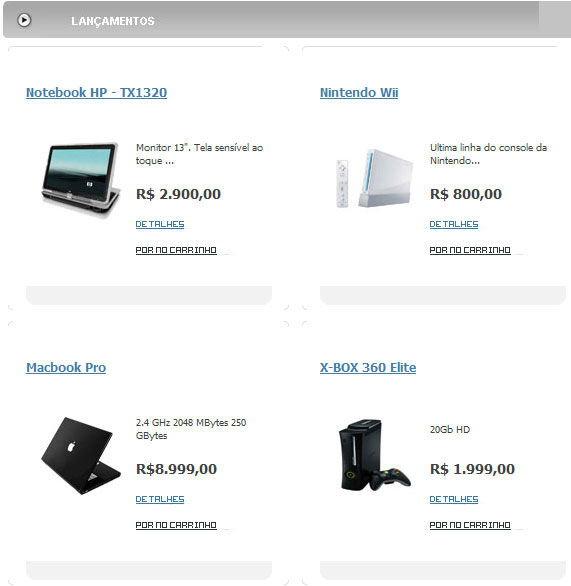 LANÇAMENTOS
Notebook HP - TX1320
Monitor 13". Tela sensível ao
toque ...
R$ 2.900,00
DETALHES
POR NO CARRINHO
Nintendo Wii
Ultima linha do console da
Nintendo...
R$ 800,00
DETALHES
POR NO CARRINHO
Macbook Pro
2.4 GHz 2048 MBytes 250
GBytes
R$8.999,00
DETALHES
POR NO CARRINHO
X-BOX 360 Elite
20Gb HD
R$ 1.999,00
DETALHES
POR NO CARRINHO